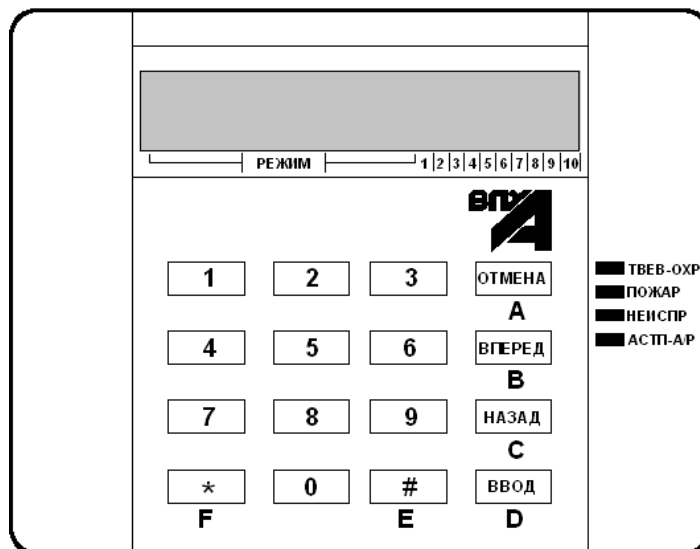 РЕЖИМ 1 2 3 4 5 6 7 8 9 10
1 2 3 ОТМЕНА
A
4 5 6 ВПЕРЕД
B
7 8 9 НАЗАД
C
* 0 # ВВОД
F E D
ТВЕВ-ОХР
ПОЖАР
НЕИСПР
АСТП-А/Р